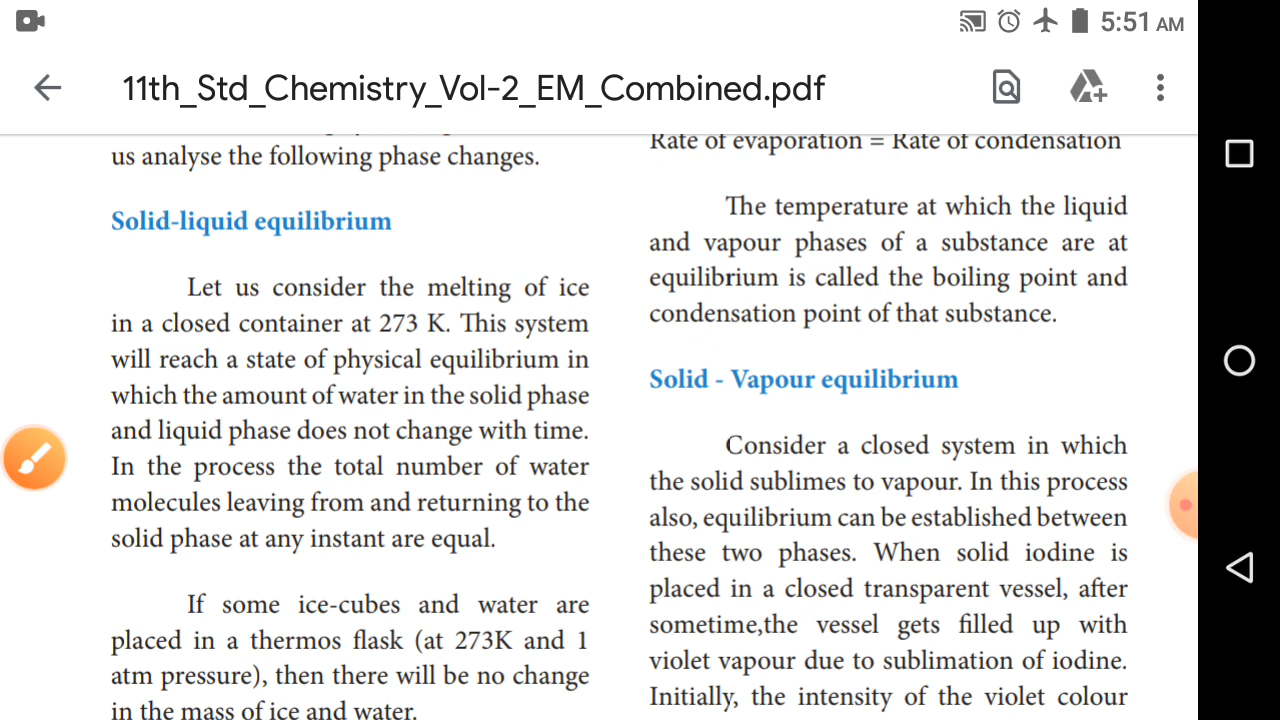 5:51 AM
11th_Std_Chemistry_Vol-2_EM_Combined.pdf
us analyse the following phase changes.
Solid-liquid equilibrium
Let us consider the melting of ice
in a closed container at 273 K. This system
will reach a state of physical equilibrium in
which the amount of water in the solid phase
and liquid phase does not change with time.
In the process the total number of water
molecules leaving from and returning to the
solid phase at any instant are equal.
If some ice-cubes and water are
placed in a thermos flask (at 273K and 1
atm pressure), then there will be no change
in the mass of ice and water.
Rate of evaporation = Rate of condensation
The temperature at which the liquid
and vapour phases of a substance are at
equilibrium is called the boiling point and
condensation point of that substance.
Solid - Vapour equilibrium
Consider a closed system in which
the solid sublimes to vapour. In this process
also, equilibrium can be established between
these two phases. When solid iodine is
placed in a closed transparent vessel, after
sometime,the vessel gets filled up with
violet vapour due to sublimation of iodine.
Initially, the intensity of the violet colour